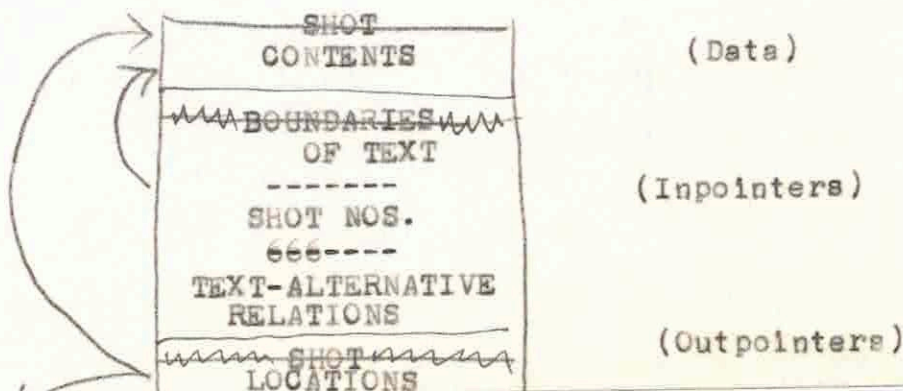 SHOT
CONTENTS
(Data)
BOUNDARIES
OF TEXT
-------
(Inpointers)
SHOT NOS.
666----
TEXT-ALTERNATIVE
RELATIONS
(Outpointers)
SHOT
LOCATIONS